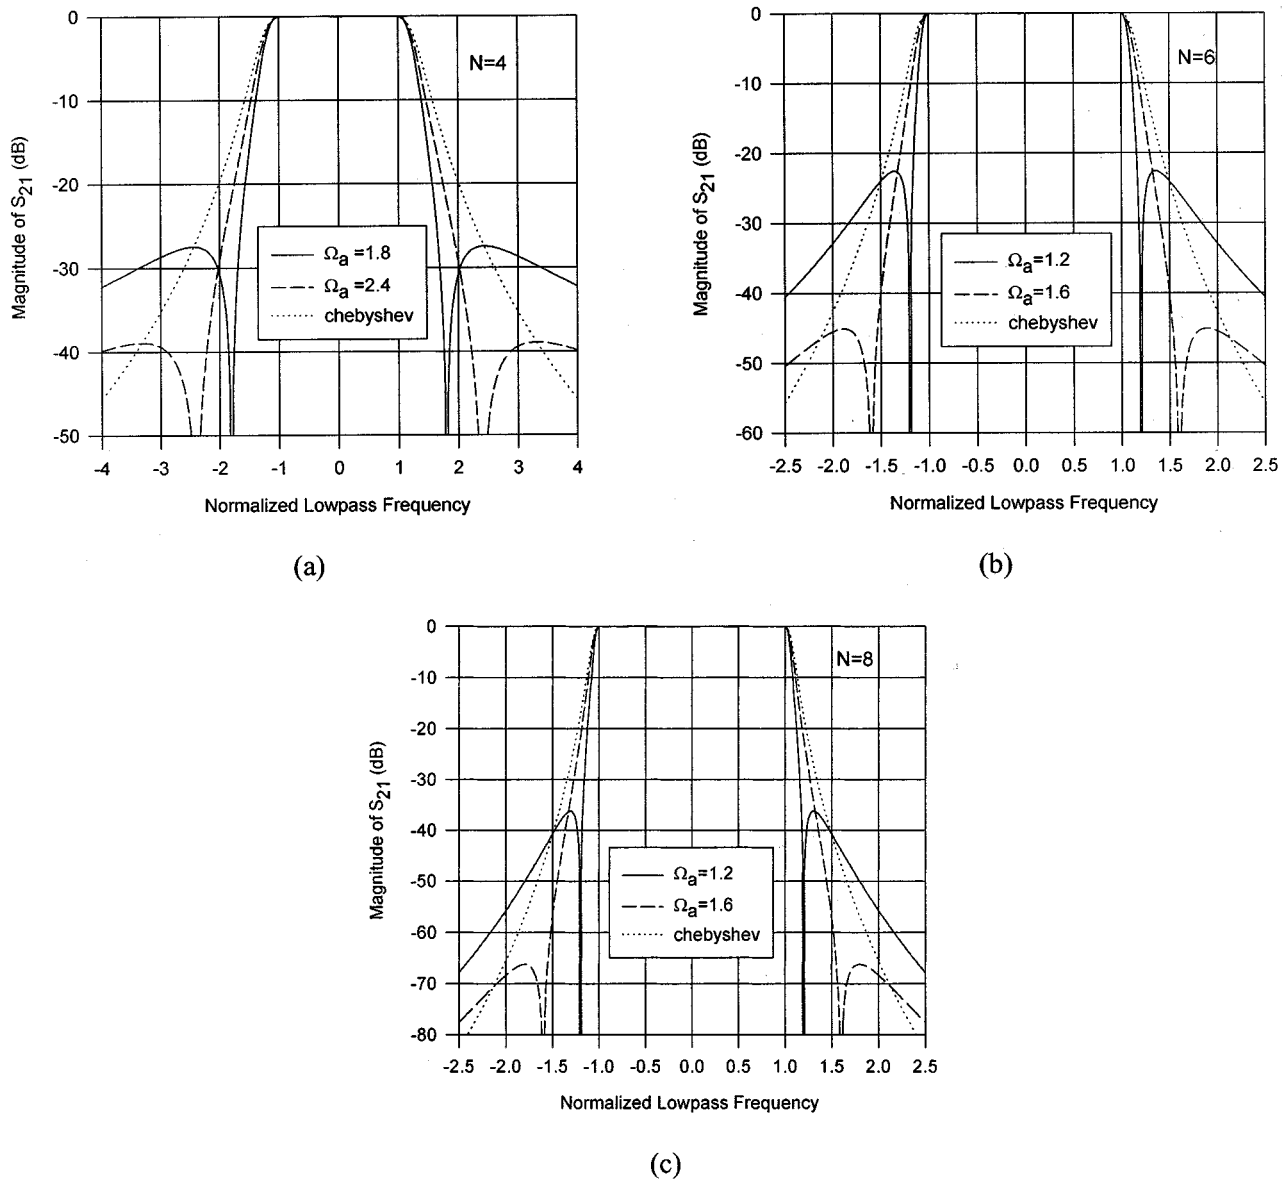 Magnitude of S21 (dB)
0
-10
-20
-30
-40
-50
N=4
Ωa=1.8
Ωa=2.4
chebyshev
-4 -3 -2 -1 0 1 2 3 4
Normalized Lowpass Frequency
(a)
Magnitude of S21 (dB)
0
-10
-20
-30
-40
-50
-60
N=6
Ωa=1.2
Ωa=1.6
chebyshev
-2.5 -2.0 -1.5 -1.0 -0.5 0.0 0.5 1.0 1.5 2.0 2.5
Normalized Lowpass Frequency
(b)
Magnitude of S21 (dB)
0
-10
-20
-30
-40
-50
-60
-70
-80
N=8
Ωa=1.2
Ωa=1.6
chebyshev
-2.5 -2.0 -1.5 -1.0 -0.5 0.0 0.5 1.0 1.5 2.0 2.5
Normalized Lowpass Frequency
(c)